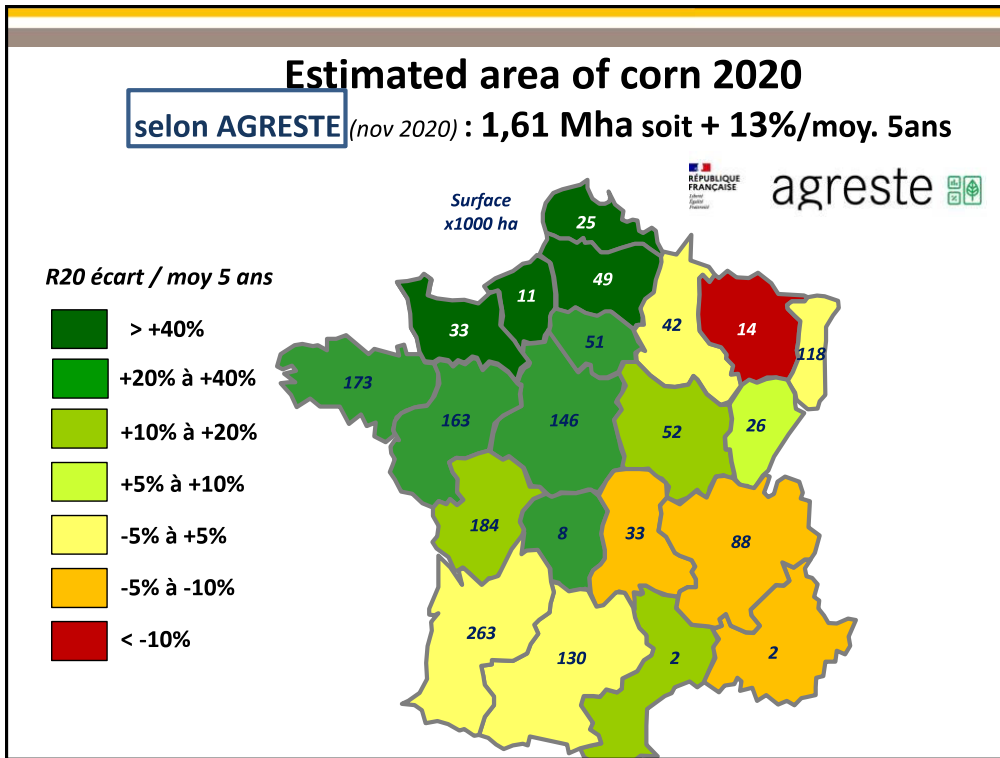 Estimated area of corn 2020
selon AGRESTE (nov 2020) : 1,61 Mha soit + 13%/moy. 5ans
RÉPUBLIQUE
FRANÇAISE
Liberté
Égalité
Fraternité
agreste
Surface
x1000 ha
R20 écart / moy 5 ans
> +40%
+20% à +40%
+10% à +20%
+5% à +10%
-5% à +5%
-5% à -10%
< -10%
25
49
11
33
51
42
14
118
173
163
146
52
26
184
8
33
88
263
130
2
2